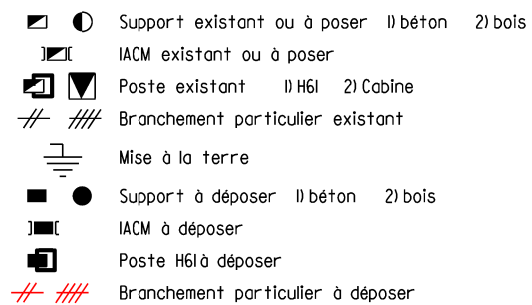 Support existant ou à poser 1) béton 2) bois
IACM existant ou à poser
Poste existant 1) H61 2) Cabine
Branchement particulier existant
Mise à la terre
Support à déposer 1) béton 2) bois
IACM à déposer
Poste H61 à déposer
Branchement particulier à déposer